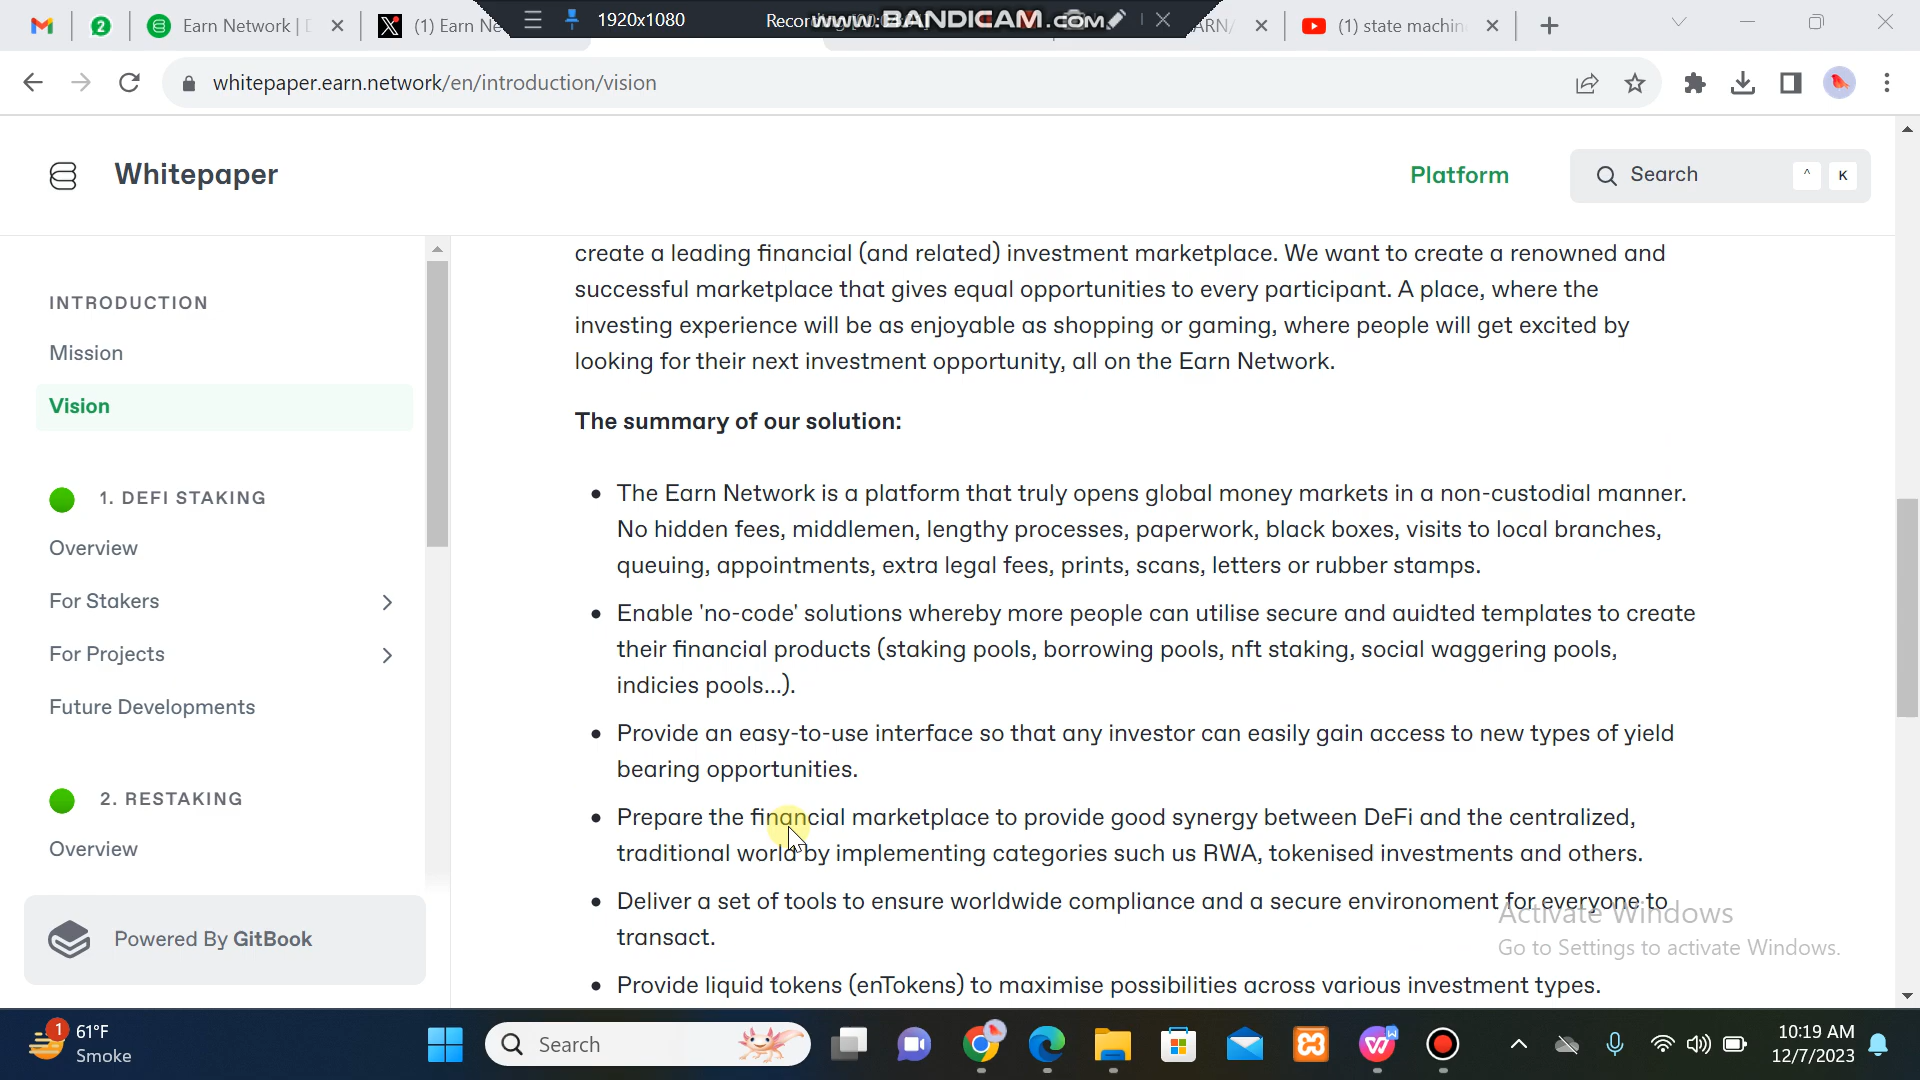 2
Earn Network |
(1) Earn Ne
1920x1080
www.BANDICAM.com
ARN/
(1) state machin
whitepaper.earn.network/en/introduction/vision
Whitepaper
Platform
Search
^ K
INTRODUCTION
Mission
Vision
1. DEFI STAKING
Overview
For Stakers
For Projects
Future Developments
2. RESTAKING
Overview
Powered By GitBook
create a leading financial (and related) investment marketplace. We want to create a renowned and
successful marketplace that gives equal opportunities to every participant. A place, where the
investing experience will be as enjoyable as shopping or gaming, where people will get excited by
looking for their next investment opportunity, all on the Earn Network.
The summary of our solution:
• The Earn Network is a platform that truly opens global money markets in a non-custodial manner.
No hidden fees, middlemen, lengthy processes, paperwork, black boxes, visits to local branches,
queuing, appointments, extra legal fees, prints, scans, letters or rubber stamps.
• Enable 'no-code' solutions whereby more people can utilise secure and auidted templates to create
their financial products (staking pools, borrowing pools, nft staking, social waggering pools,
indicies pools...).
• Provide an easy-to-use interface so that any investor can easily gain access to new types of yield
bearing opportunities.
• Prepare the financial marketplace to provide good synergy between DeFi and the centralized,
traditional world by implementing categories such us RWA, tokenised investments and others.
• Deliver a set of tools to ensure worldwide compliance and a secure environoment for everyone to
transact.
• Provide liquid tokens (enTokens) to maximise possibilities across various investment types.
Activate Windows
Go to Settings to activate Windows.
1
61°F
Smoke
Search
10:19 AM
12/7/2023